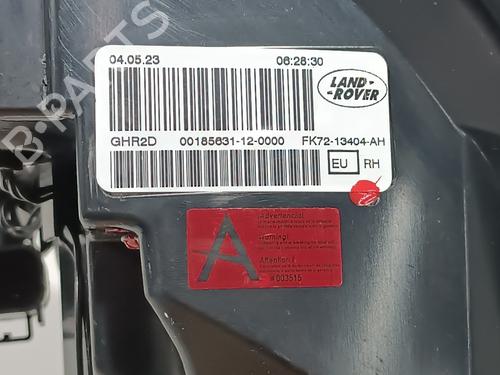 04.05.23 06:28:30
LAND-
ROVER
GHR2D 00185631-12-0000 FK72-13404-AH
EU RH
B-PARTS
A
Advertencia!
Warning!
Attention!
#003515